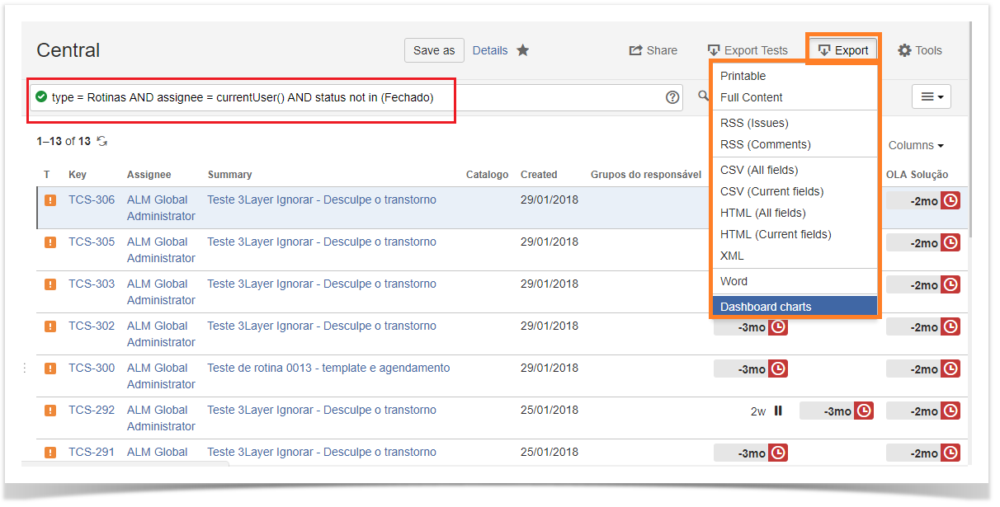 Central
Save as
Details
Share
Export Tests
Export
Tools
type = Rotinas AND assignee = currentUser() AND status not in (Fechado)
Printable
Full Content
RSS (Issues)
RSS (Comments)
CSV (All fields)
CSV (Current fields)
HTML (All fields)
HTML (Current fields)
XML
Word
Dashboard charts
1–13 of 13
Columns
T Key Assignee Summary Catalogo Created Grupos do responsável OLA Solução
TCS-306 ALM Global Teste 3Layer Ignorar - Desculpe o transtorno 29/01/2018 -2mo
Administrator
TCS-305 ALM Global Teste 3Layer Ignorar - Desculpe o transtorno 29/01/2018 -2mo
Administrator
TCS-303 ALM Global Teste 3Layer Ignorar - Desculpe o transtorno 29/01/2018 -2mo
Administrator
TCS-302 ALM Global Teste 3Layer Ignorar - Desculpe o transtorno 29/01/2018 -3mo -2mo
Administrator
TCS-300 ALM Global Teste de rotina 0013 - template e agendamento 29/01/2018 -3mo -2mo
Administrator
TCS-292 ALM Global Teste 3Layer Ignorar - Desculpe o transtorno 25/01/2018 2w -3mo -2mo
Administrator
TCS-291 ALM Global Teste 3Layer Ignorar - Desculpe o transtorno 25/01/2018 -3mo -2mo